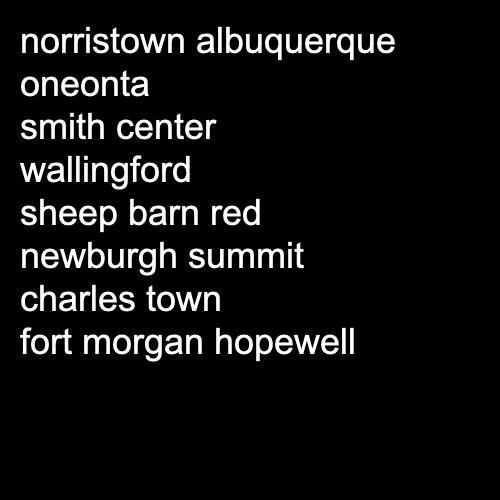 norristown albuquerque
oneonta
smith center
wallingford
sheep barn red
newburgh summit
charles town
fort morgan hopewell